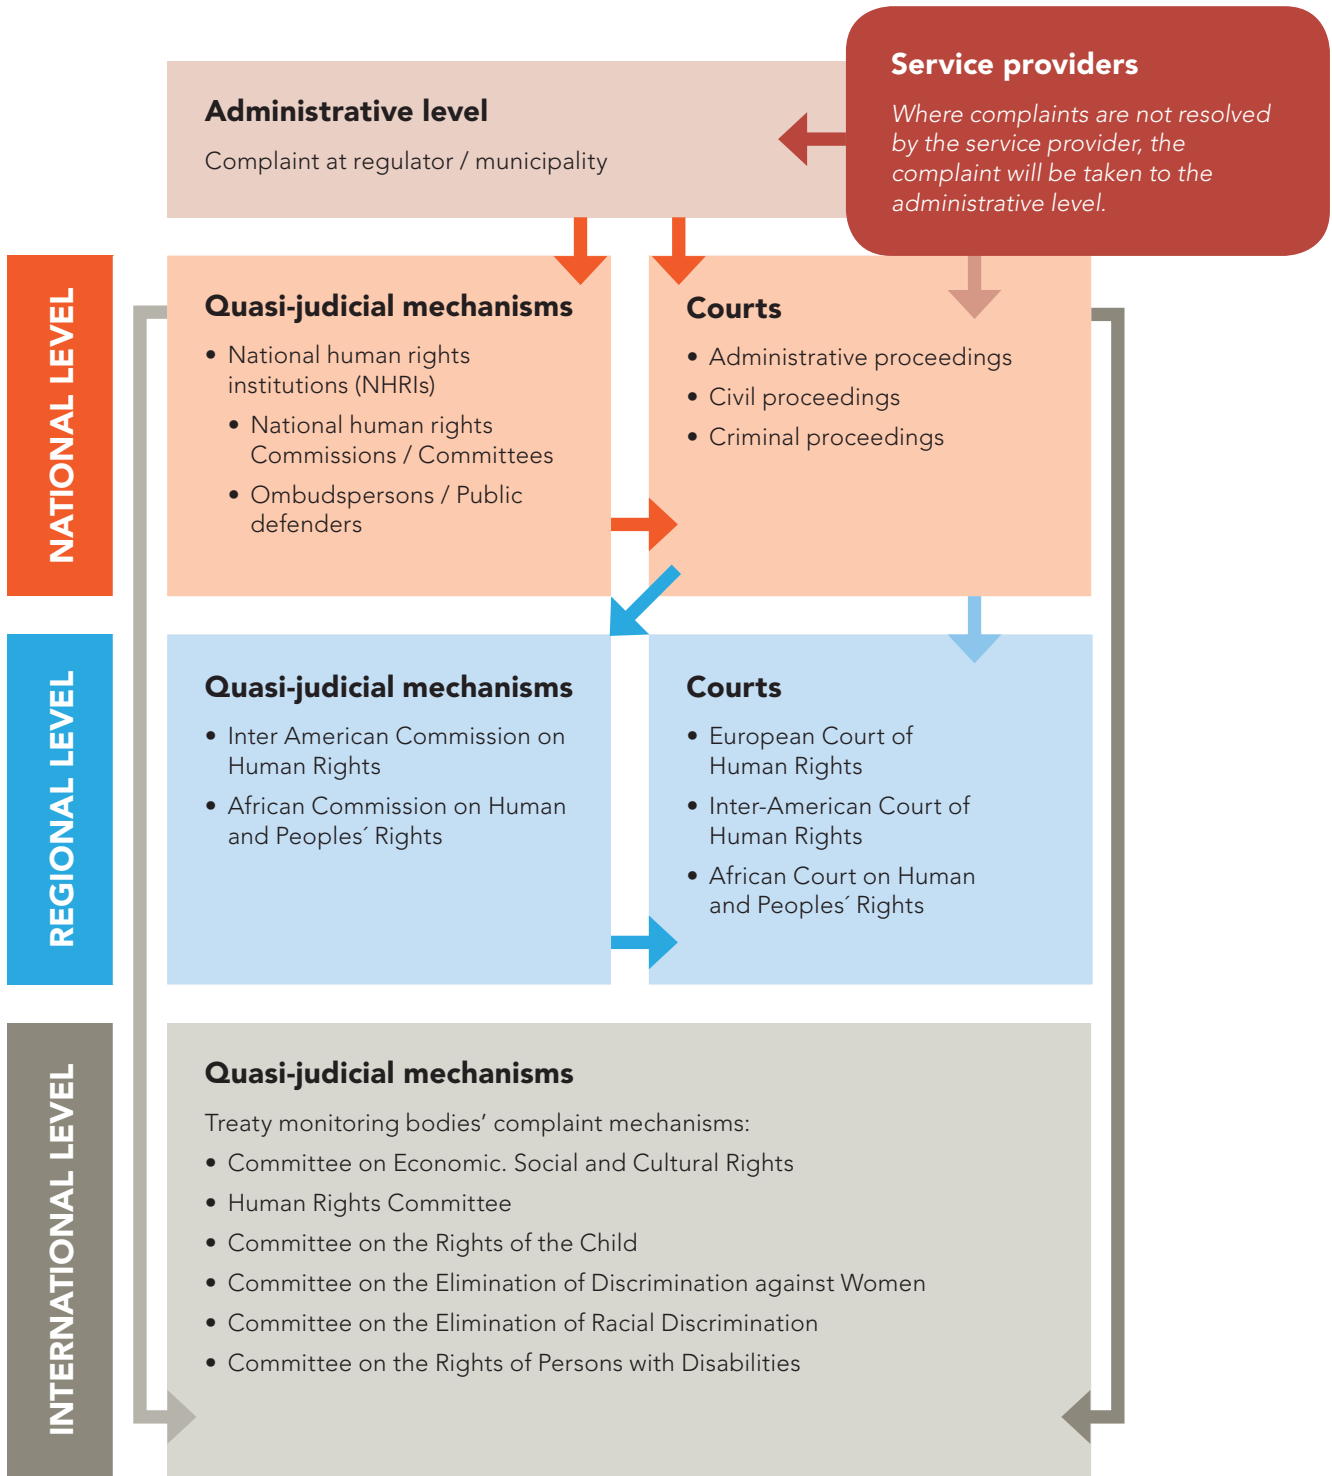 Service providers
Where complaints are not resolved
by the service provider, the
complaint will be taken to the
administrative level.
Administrative level
Complaint at regulator / municipality
NATIONAL LEVEL
Quasi-judicial mechanisms
• National human rights
institutions (NHRIs)
• National human rights
Commissions / Committees
• Ombudspersons / Public
defenders
Courts
• Administrative proceedings
• Civil proceedings
• Criminal proceedings
REGIONAL LEVEL
Quasi-judicial mechanisms
• Inter American Commission on
Human Rights
• African Commission on Human
and Peoples´ Rights
Courts
• European Court of
Human Rights
• Inter-American Court of
Human Rights
• African Court on Human
and Peoples´ Rights
INTERNATIONAL LEVEL
Quasi-judicial mechanisms
Treaty monitoring bodies’ complaint mechanisms:
• Committee on Economic. Social and Cultural Rights
• Human Rights Committee
• Committee on the Rights of the Child
• Committee on the Elimination of Discrimination against Women
• Committee on the Elimination of Racial Discrimination
• Committee on the Rights of Persons with Disabilities